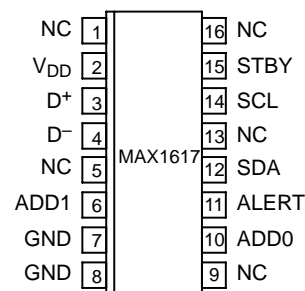 NC 1 16 NC
VDD 2 15 STBY
D+ 3 14 SCL
D− 4 13 NC
MAX1617
NC 5 12 SDA
ADD1 6 11 ALERT
GND 7 10 ADD0
GND 8 9 NC